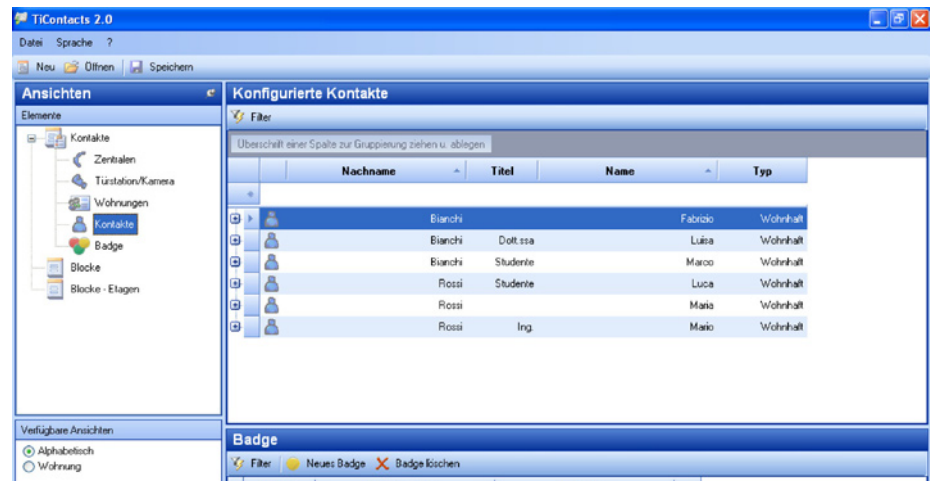 TiContacts 2.0
Datei Sprache ?
Neu Öffnen Speichern
Ansichten
Elemente
Kontakte
Zentralen
Türstation/Kamera
Wohnungen
Kontakte
Badge
Blocke
Blocke - Etagen
Verfügbare Ansichten
Alphabetisch
Wohnung
Konfigurierte Kontakte
Filter
Überschrift einer Spalte zur Gruppierung ziehen u. ablegen
Nachname Titel Name Typ
Bianchi Fabrizio Wohnhaft
Bianchi Dott.ssa Luisa Wohnhaft
Bianchi Studente Marco Wohnhaft
Rossi Studente Luca Wohnhaft
Rossi Maria Wohnhaft
Rossi Ing. Mario Wohnhaft
Badge
Filter Neues Badge Badge löschen